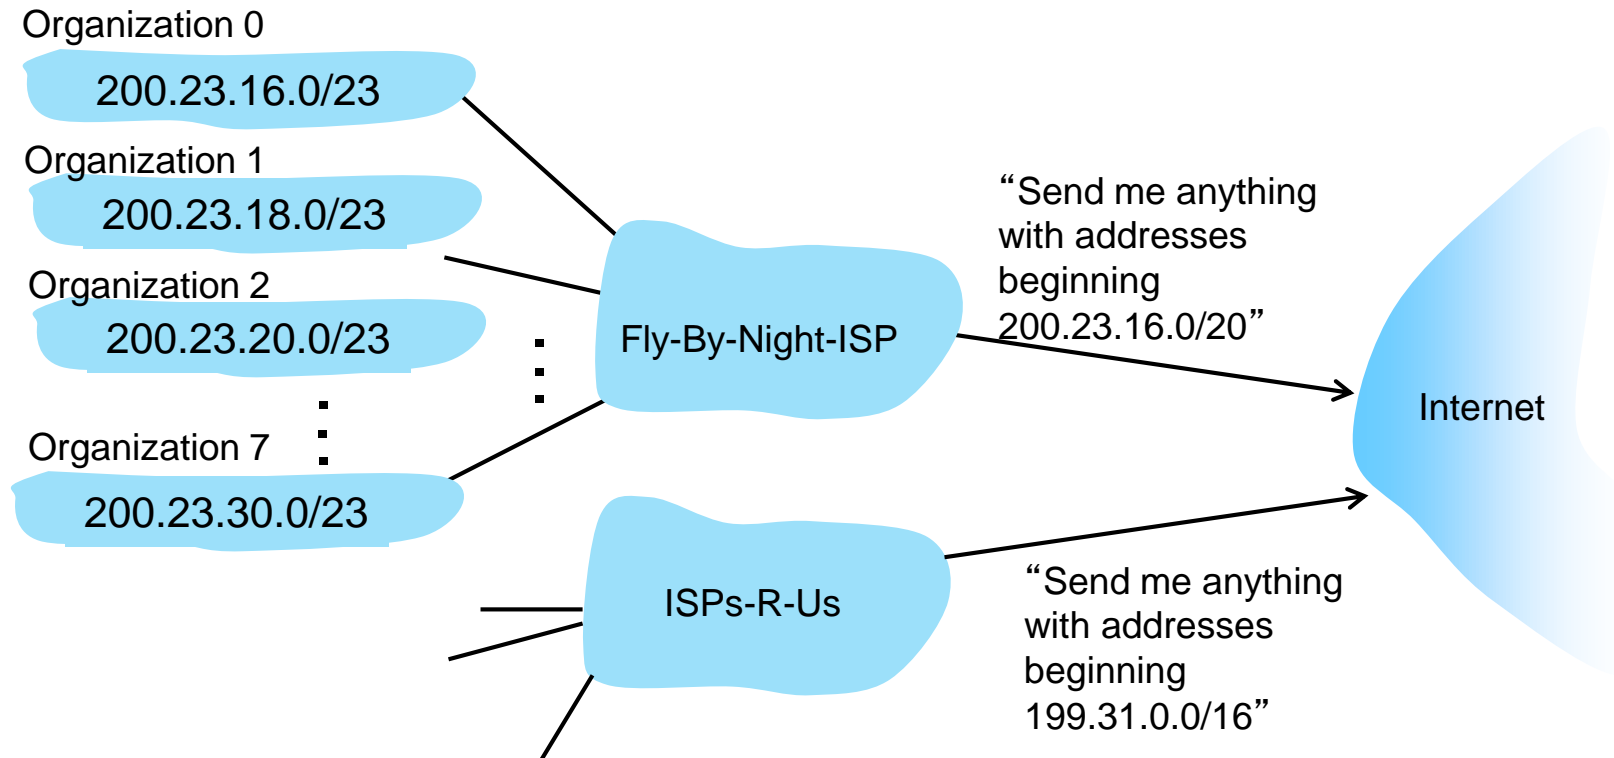 Organization 0
200.23.16.0/23
Organization 1
200.23.18.0/23
Organization 2
200.23.20.0/23
Organization 7
200.23.30.0/23
Fly-By-Night-ISP
“Send me anything
with addresses
beginning
200.23.16.0/20”
Internet
ISPs-R-Us
“Send me anything
with addresses
beginning
199.31.0.0/16”